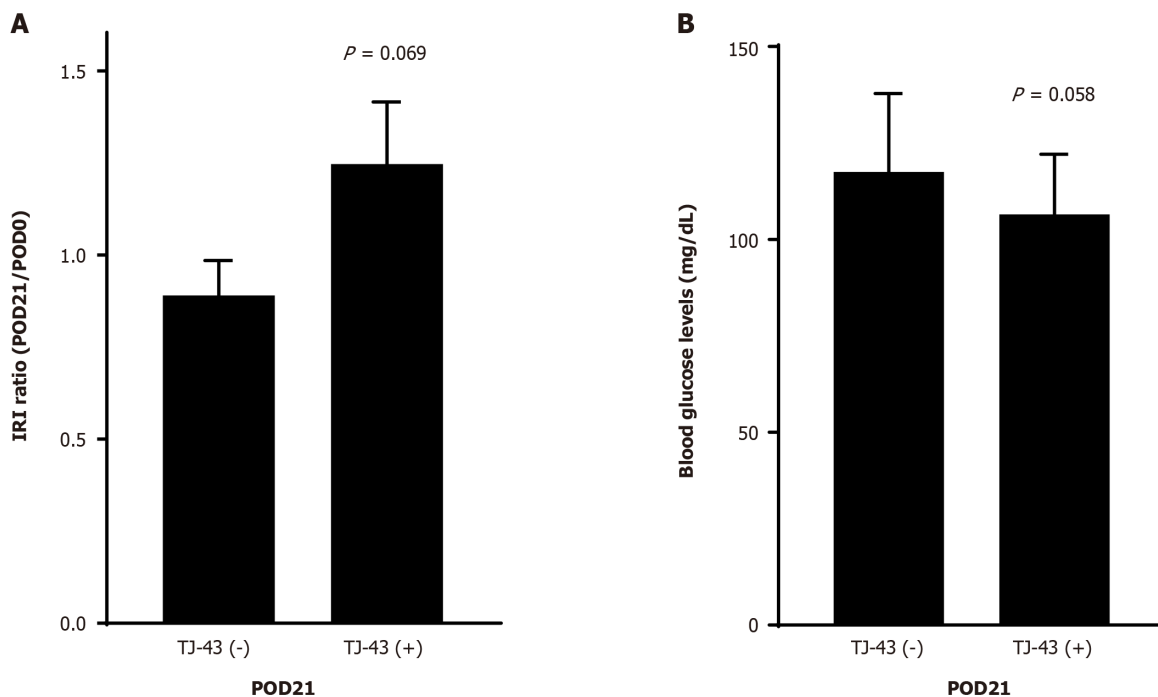 A
P = 0.069
1.5
1.0
0.5
0.0
IRI ratio (POD21/POD0)
TJ-43 (-) TJ-43 (+)
POD21
B
P = 0.058
150
100
50
0
Blood glucose levels (mg/dL)
TJ-43 (-) TJ-43 (+)
POD21